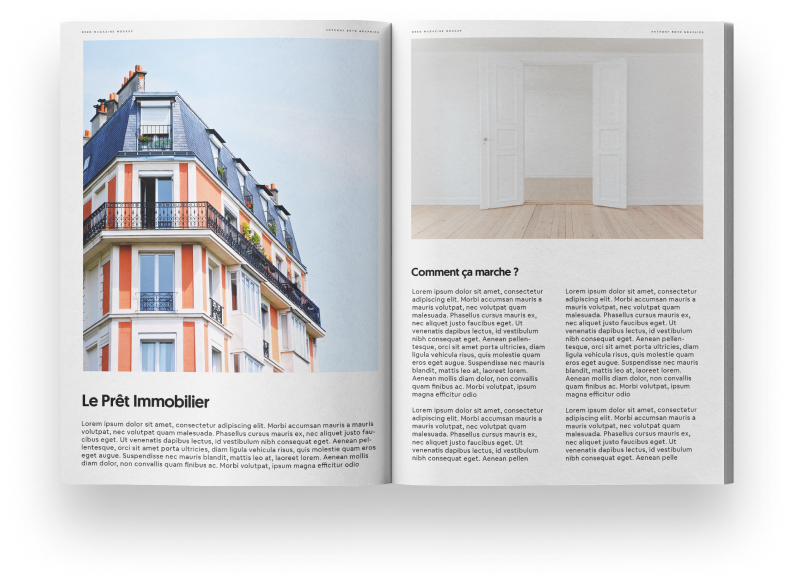 MAGAZINE MOCKUP
ANTHONY BOYD GRAPHICS
Le Prêt Immobilier
Lorem ipsum dolor sit amet, consectetur adipiscing elit. Morbi accumsan mauris a mauris
volutpat, nec volutpat quam malesuada. Phasellus cursus mauris ex, nec aliquet justo fau-
cibus eget. Ut venenatis dapibus lectus, id vestibulum nibh consequat eget. Aenean pel-
lentesque, orci sit amet porta ultricies, diam ligula vehicula risus, quis molestie quam eros
eget augue. Suspendisse nec mauris blandit, mattis leo at, laoreet augue. Aenean mollis
diam dolor, non convallis quam finibus ac. Morbi volutpat, ipsum magna efficitur odio
MAGAZINE MOCKUP
ANTHONY BOYD GRAPHICS
Comment ça marche ?
Lorem ipsum dolor sit amet, consectetur
adipiscing elit. Morbi accumsan mauris a
mauris volutpat, nec volutpat quam
malesuada. Phasellus cursus mauris ex,
nec aliquet justo faucibus eget. Ut
venenatis dapibus lectus, id vestibulum
nibh consequat eget. Aenean pellen-
tesque, orci sit amet porta ultricies, diam
ligula vehicula risus, quis molestie quam
eros eget augue. Suspendisse nec mauris
blandit, mattis leo at, laoreet augue.
Aenean mollis diam dolor, non convallis
quam finibus ac. Morbi volutpat, ipsum
magna efficitur odio
Lorem ipsum dolor sit amet, consectetur
adipiscing elit. Morbi accumsan mauris a
mauris volutpat, nec volutpat quam
malesuada. Phasellus cursus mauris ex,
nec aliquet justo faucibus eget. Ut
venenatis dapibus lectus, id vestibulum
nibh consequat eget. Aenean pellen
Lorem ipsum dolor sit amet, consectetur
adipiscing elit. Morbi accumsan mauris a
mauris volutpat, nec volutpat quam
malesuada. Phasellus cursus mauris ex,
nec aliquet justo faucibus eget. Ut
venenatis dapibus lectus, id vestibulum
nibh consequat eget. Aenean pellen-
tesque, orci sit amet porta ultricies, diam
ligula vehicula risus, quis molestie quam
eros eget augue. Suspendisse nec mauris
blandit, mattis leo at, laoreet augue.
Aenean mollis diam dolor, non convallis
quam finibus ac. Morbi volutpat, ipsum
magna efficitur odio
Lorem ipsum dolor sit amet, consectetur
adipiscing elit. Morbi accumsan mauris a
mauris volutpat, nec volutpat quam
malesuada. Phasellus cursus mauris ex,
nec aliquet justo faucibus eget. Ut
venenatis dapibus lectus, id vestibulum
nibh consequat eget. Aenean pelle